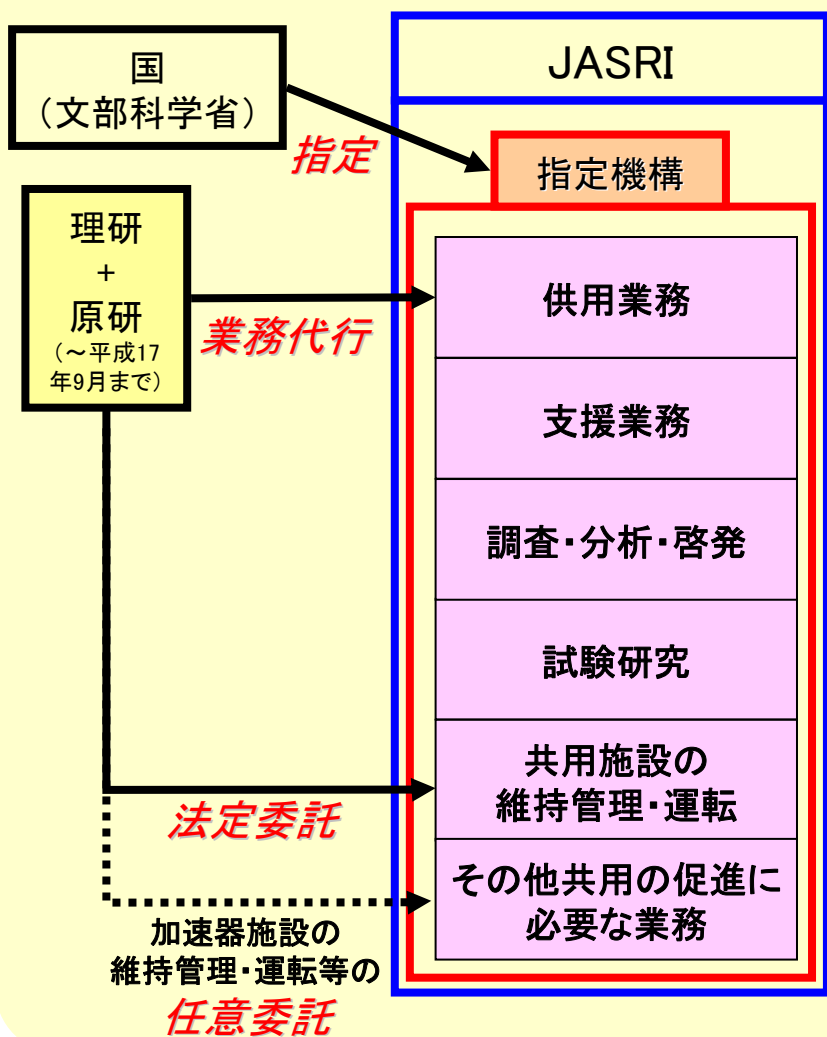 国
（文部科学省）
JASRI
指定
指定機構
理研
+
原研
（～平成17
年9月まで）
業務代行
供用業務
支援業務
調査・分析・啓発
試験研究
共用施設の
維持管理・運転
法定委託
その他共用の促進に
必要な業務
加速器施設の
維持管理・運転等の
任意委託